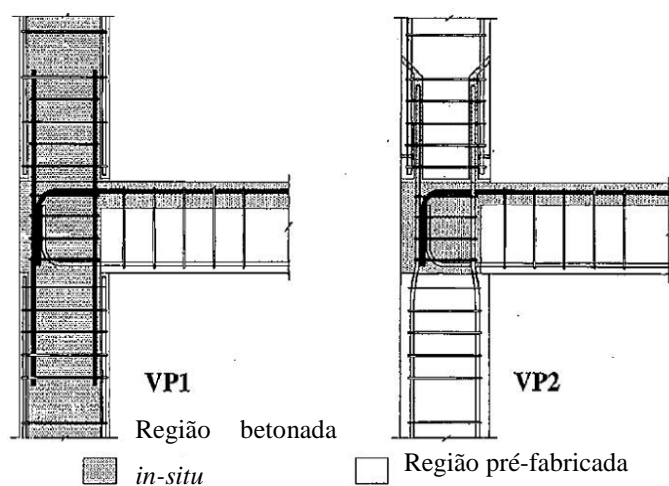 VP1
VP2
Região betonada
in-situ
Região pré-fabricada